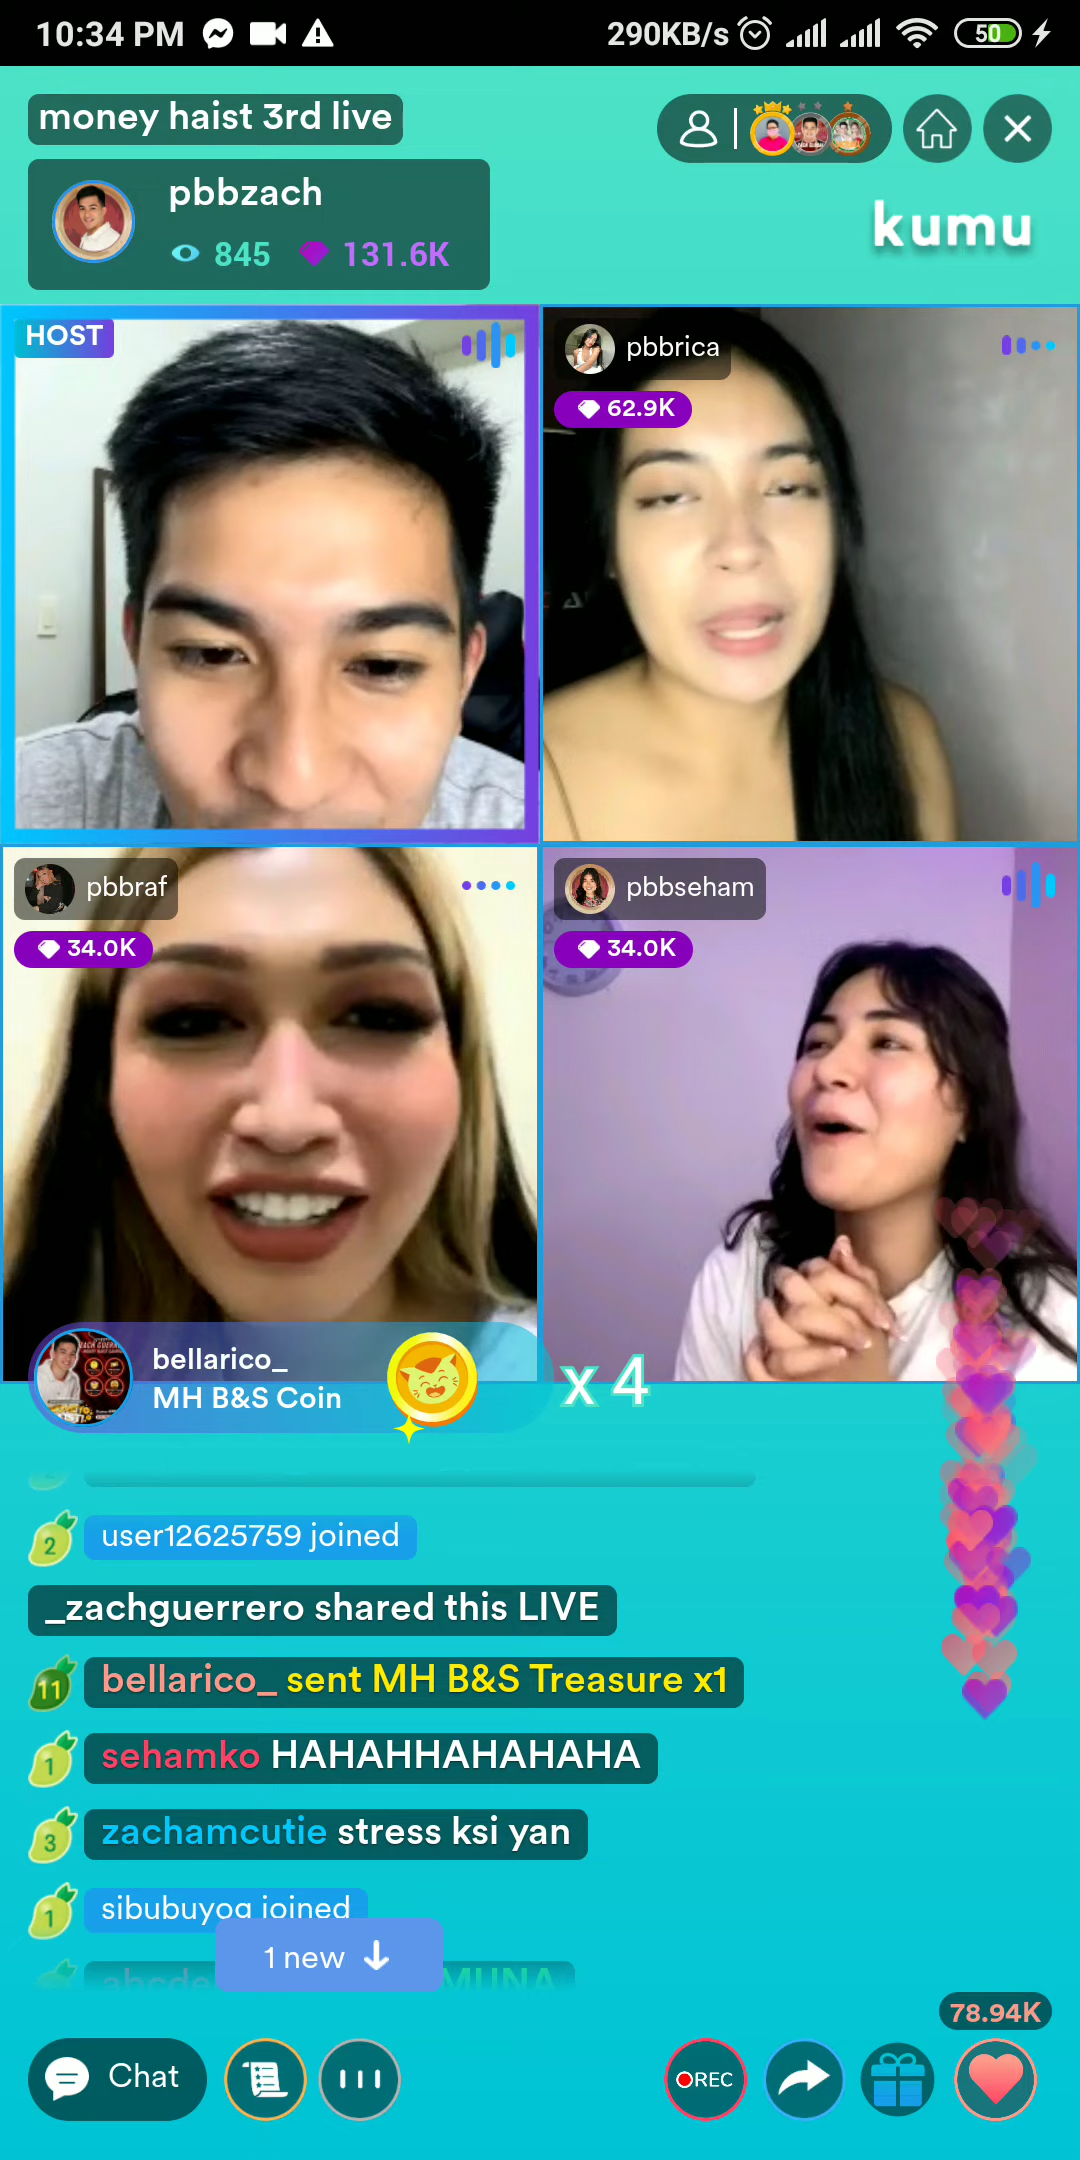 10:34 PM
290KB/s
50
money haist 3rd live
pbbzach
845 131.6K
kumu
HOST
pbbrica
62.9K
pbbraf
34.0K
pbbseham
34.0K
bellarico_
MH B&S Coin
x 4
2 user12625759 joined
_zachguerrero shared this LIVE
11 bellarico_ sent MH B&S Treasure x1
1 sehamko HAHAHHAHAHAHA
3 zachamcutie stress ksi yan
1 sibubuyog joined
1 new
MUNA
78.94K
Chat
REC